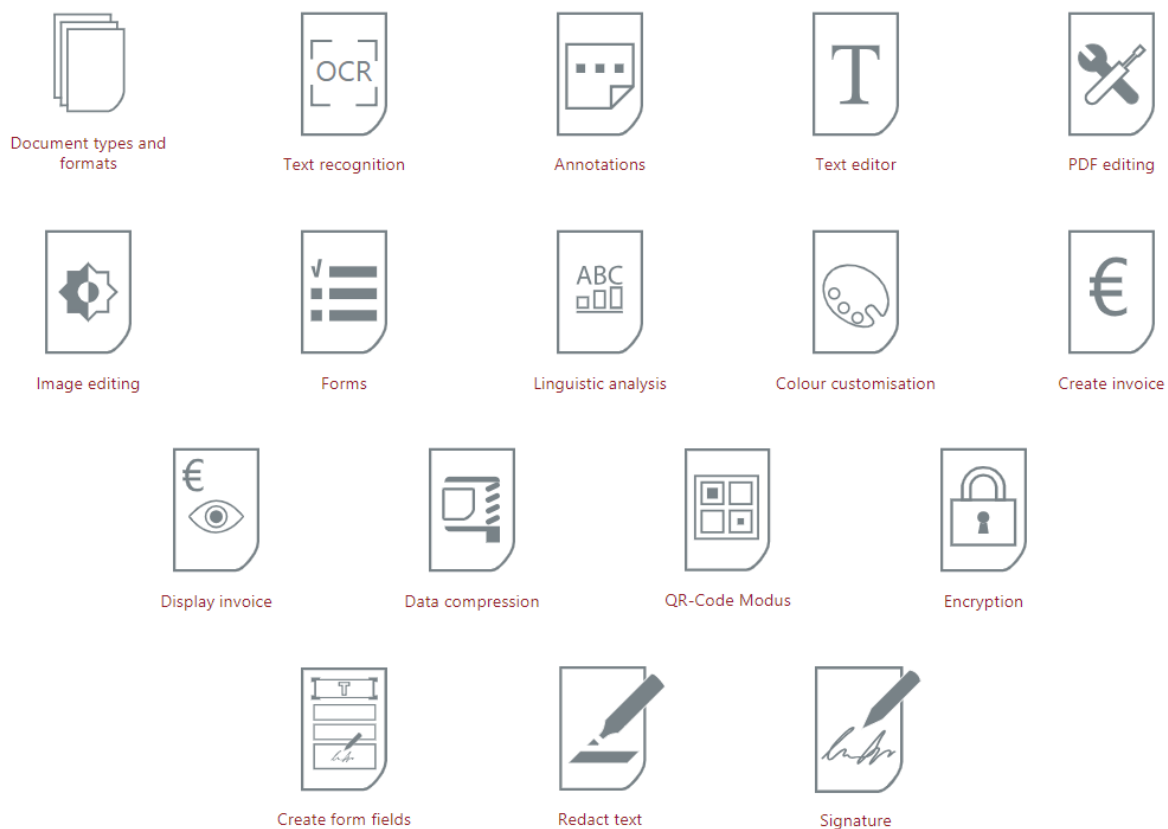 OCR
T
Document types and
formats
Text recognition
Annotations
Text editor
PDF editing
ABC
€
Image editing
Forms
Linguistic analysis
Colour customisation
Create invoice
€
Display invoice
Data compression
QR-Code Modus
Encryption
T
Create form fields
Redact text
Signature